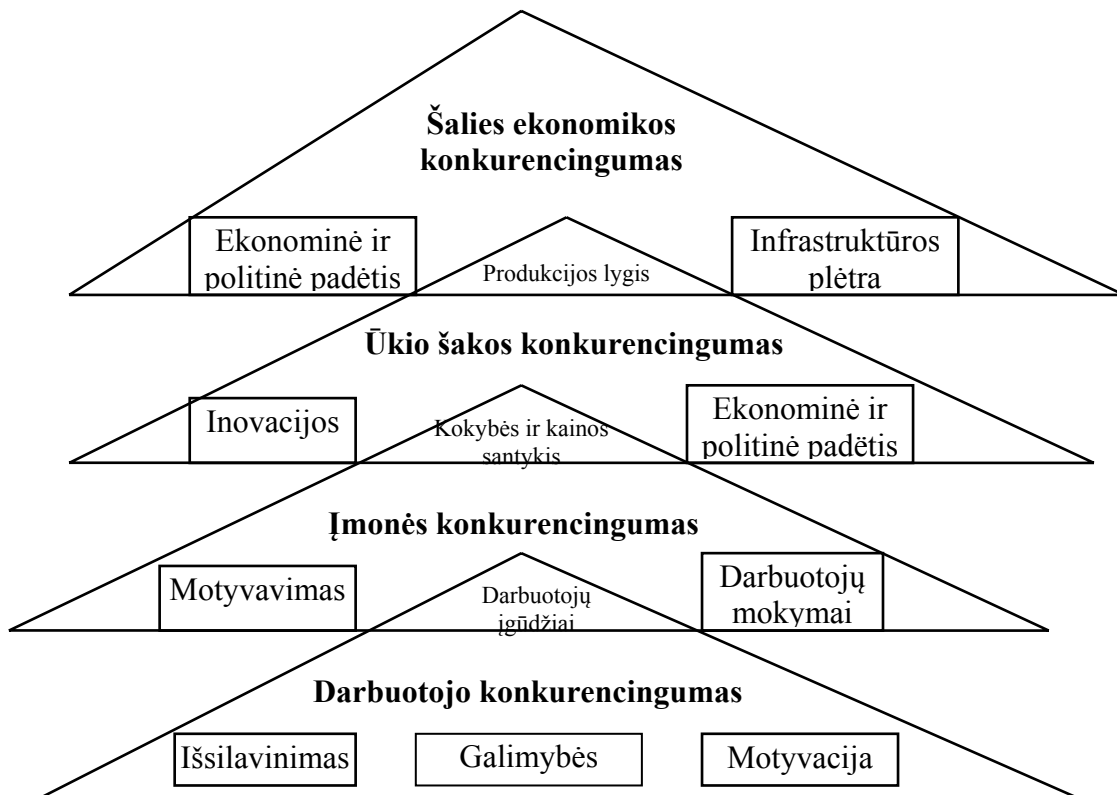 Šalies ekonomikos
konkurencingumas
Ekonominė ir
politinė padėtis
Produkcijos lygis
Infrastruktūros
plėtra
Ūkio šakos konkurencingumas
Inovacijos
Kokybės ir kainos
santykis
Ekonominė ir
politinė padëtis
Įmonės konkurencingumas
Motyvavimas
Darbuotojų
įgūdžiai
Darbuotojų
mokymai
Darbuotojo konkurencingumas
Išsilavinimas
Galimybės
Motyvacija